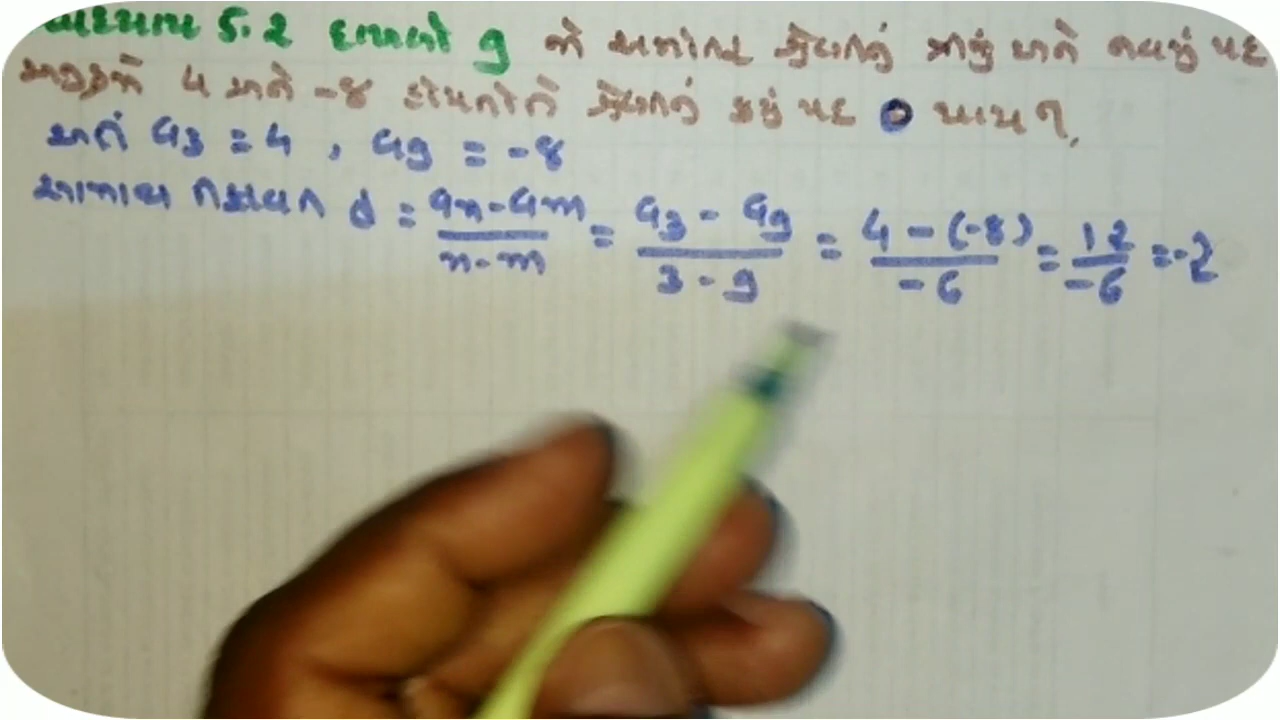 સ્વાધ્યાય 5.2 દાખલો 9 જો સમાંતર શ્રેણીનું ત્રીજું અને નવમું પદ
અનુક્રમે 4 અને -8 હોય તો તે શ્રેણીનું કયું પદ 0 થાય ?
અહીં a3 = 4 , a9 = -8
સામાન્ય તફાવત d = an-am/n-m = a3 - a9/3-9 = 4-(-8)/-6 = 12/-6 = -2